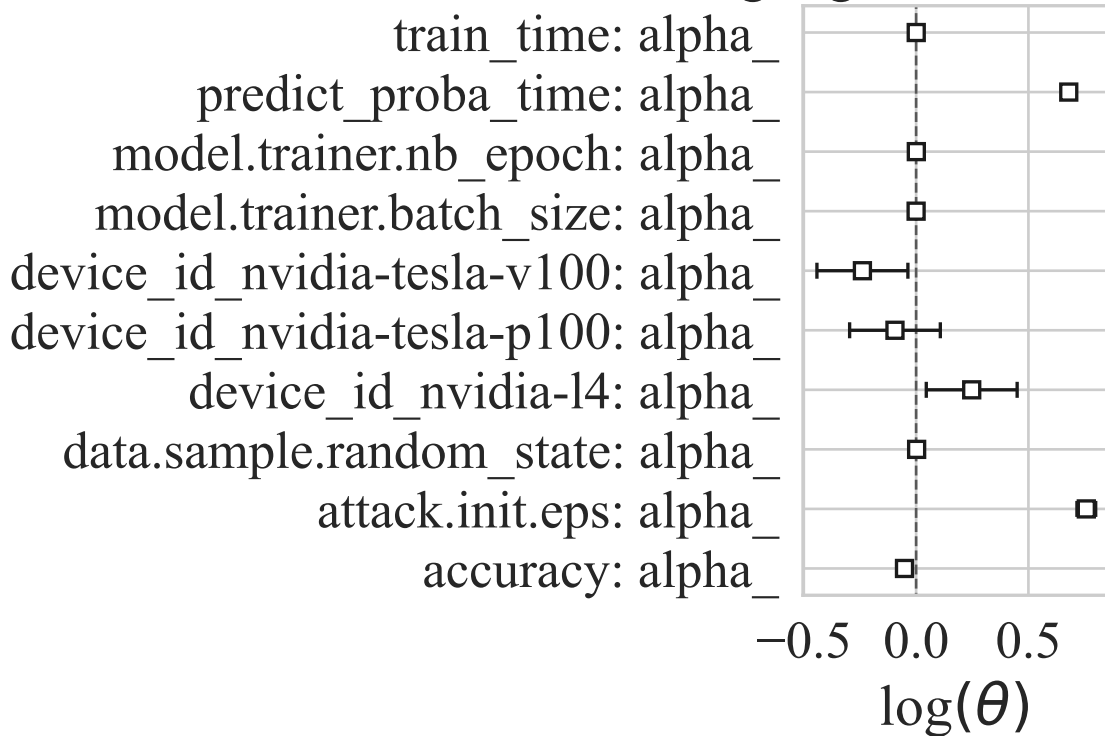 train_time: alpha_
predict_proba_time: alpha_
model.trainer.nb_epoch: alpha_
model.trainer.batch_size: alpha_
device_id_nvidia-tesla-v100: alpha_
device_id_nvidia-tesla-p100: alpha_
device_id_nvidia-l4: alpha_
data.sample.random_state: alpha_
attack.init.eps: alpha_
accuracy: alpha_
−0.5 0.0 0.5
log(θ)